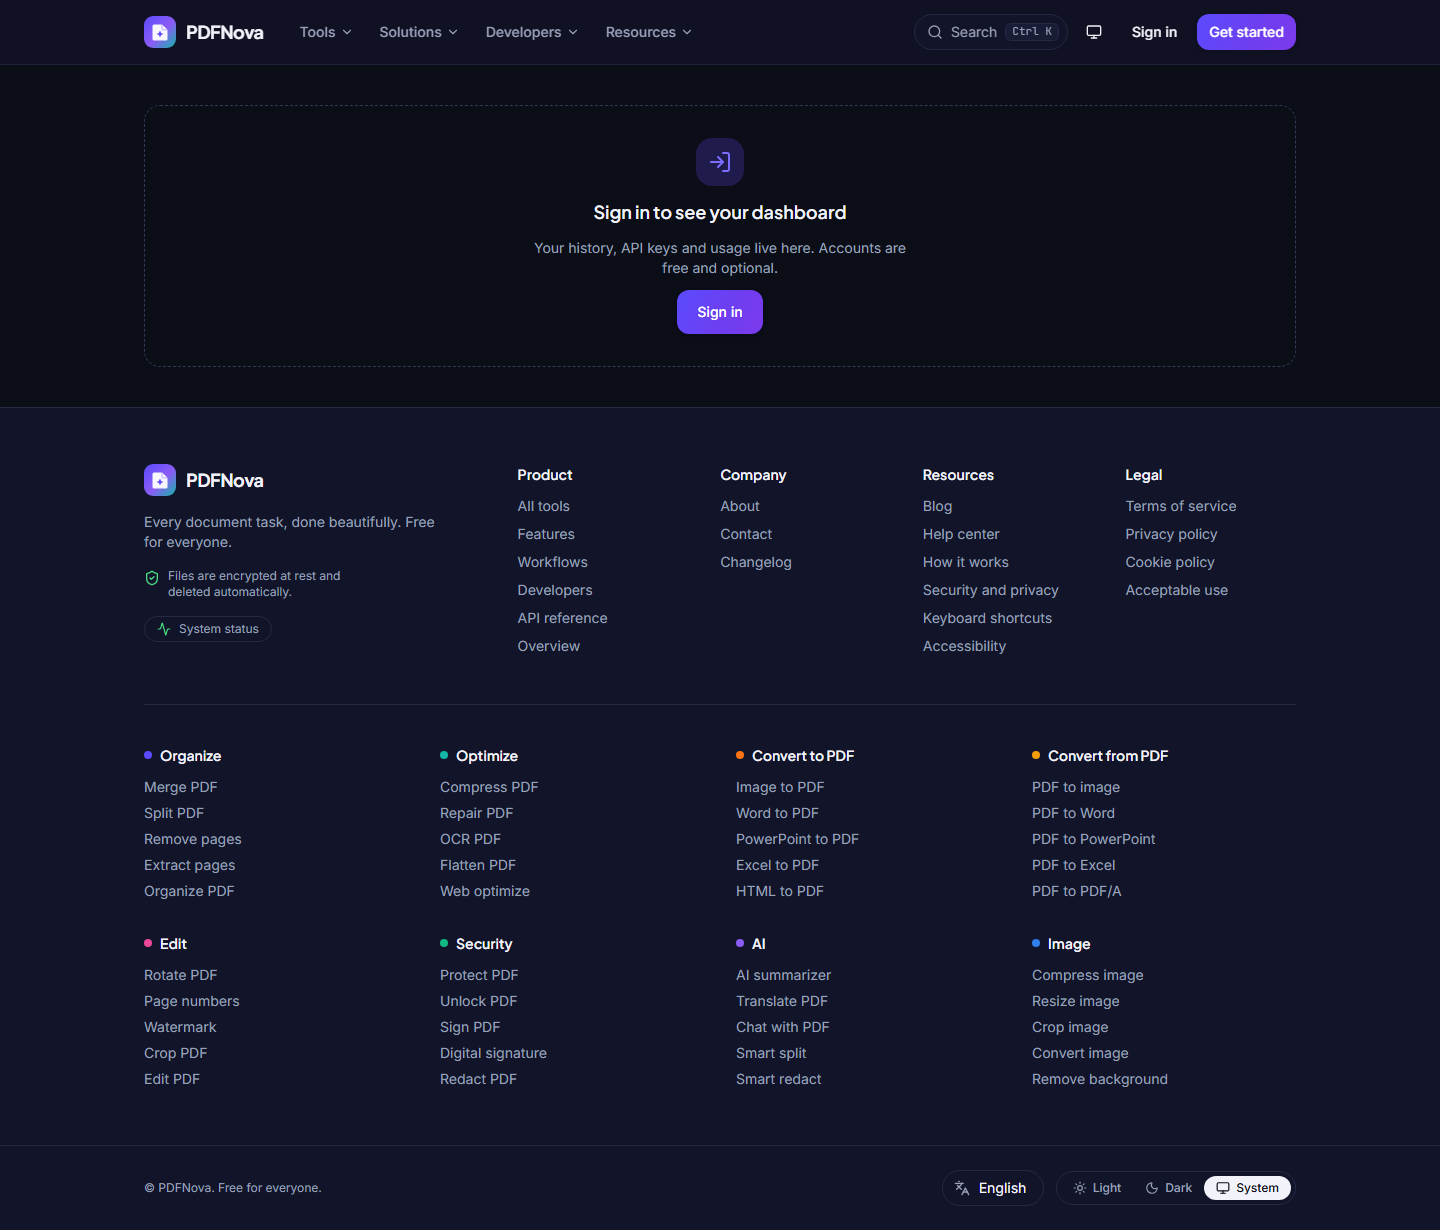 PDFNova
Tools
Solutions
Developers
Resources
Search
Ctrl K
Sign in
Get started
Sign in to see your dashboard
Your history, API keys and usage live here. Accounts are
free and optional.
Sign in
PDFNova
Every document task, done beautifully. Free
for everyone.
Files are encrypted at rest and
deleted automatically.
System status
Product
All tools
Features
Workflows
Developers
API reference
Overview
Company
About
Contact
Changelog
Resources
Blog
Help center
How it works
Security and privacy
Keyboard shortcuts
Accessibility
Legal
Terms of service
Privacy policy
Cookie policy
Acceptable use
Organize
Merge PDF
Split PDF
Remove pages
Extract pages
Organize PDF
Optimize
Compress PDF
Repair PDF
OCR PDF
Flatten PDF
Web optimize
Convert to PDF
Image to PDF
Word to PDF
PowerPoint to PDF
Excel to PDF
HTML to PDF
Convert from PDF
PDF to image
PDF to Word
PDF to PowerPoint
PDF to Excel
PDF to PDF/A
Edit
Rotate PDF
Page numbers
Watermark
Crop PDF
Edit PDF
Security
Protect PDF
Unlock PDF
Sign PDF
Digital signature
Redact PDF
AI
AI summarizer
Translate PDF
Chat with PDF
Smart split
Smart redact
Image
Compress image
Resize image
Crop image
Convert image
Remove background
© PDFNova. Free for everyone.
English
Light
Dark
System